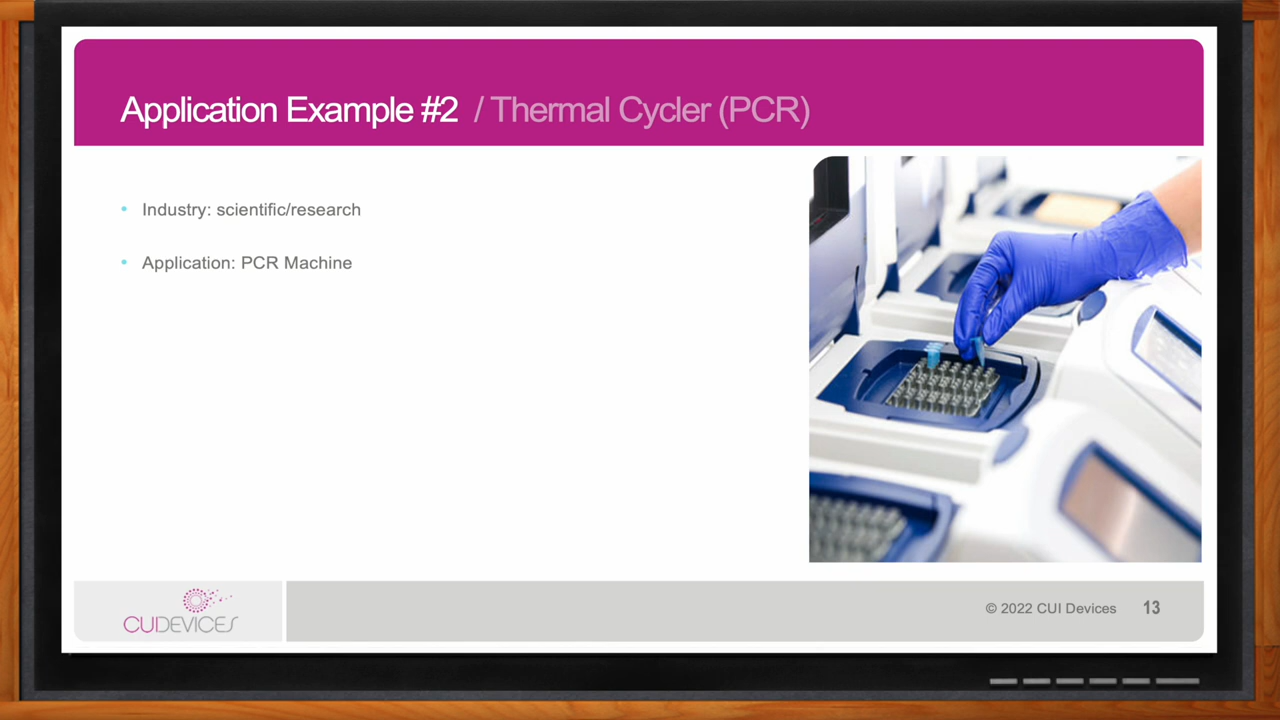 Application Example #2 / Thermal Cycler (PCR)
• Industry: scientific/research
• Application: PCR Machine
CUIDEVICES
© 2022 CUI Devices 13